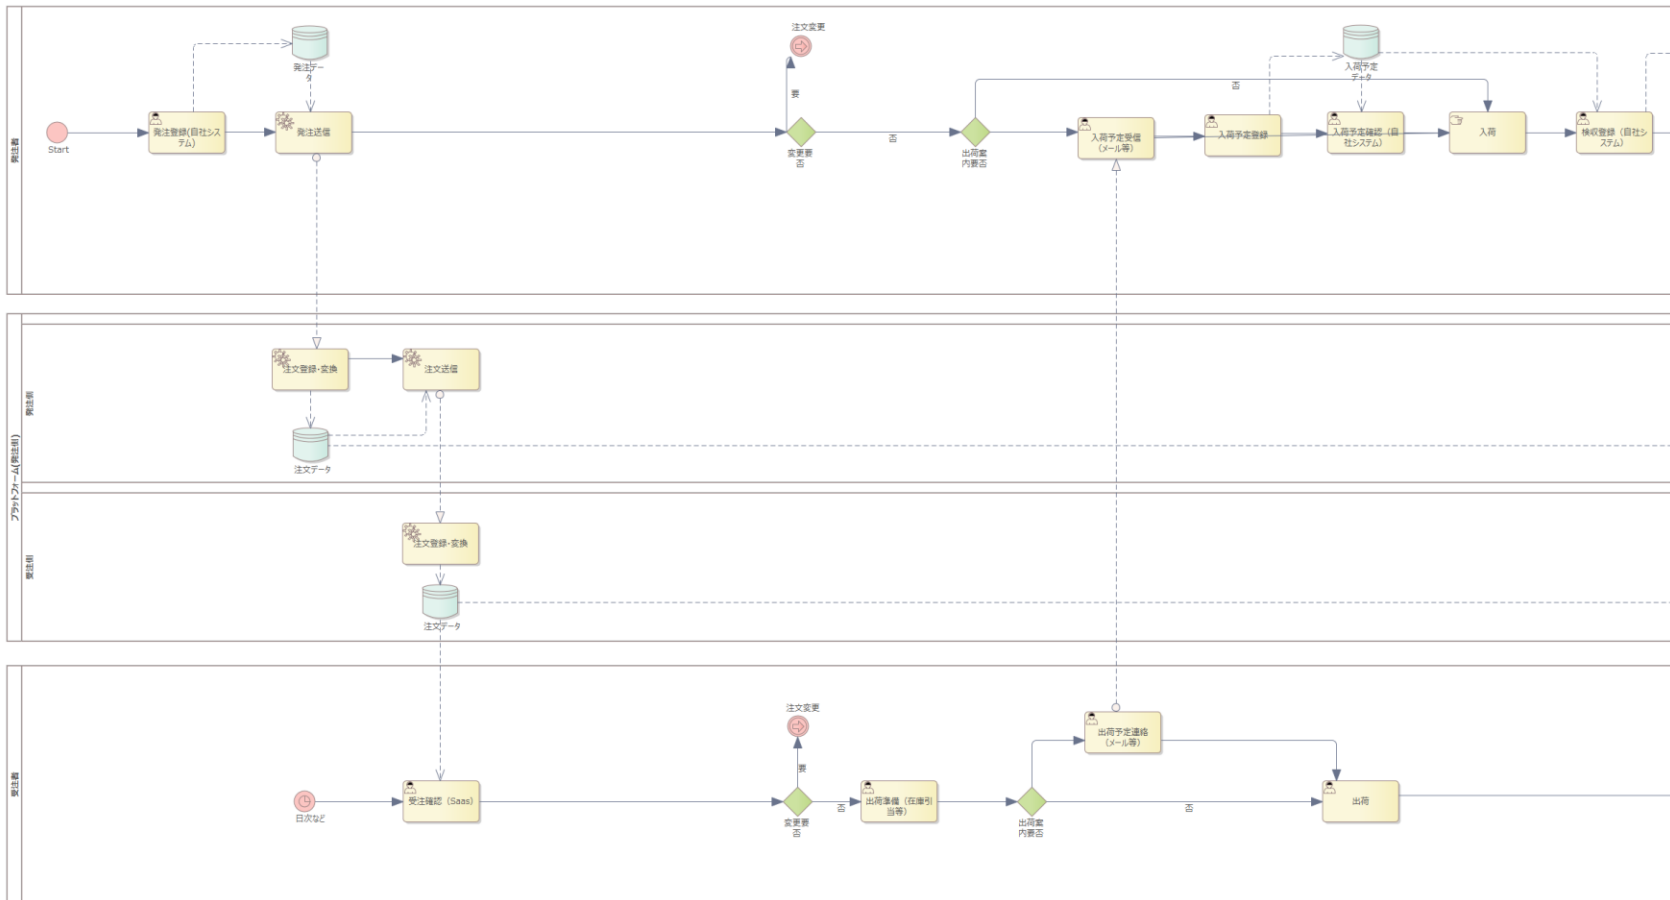 発注者
Start
発注登録(自社シス
テム)
発注デー
タ
発注送信
注文変更
要
変更要
否
否
出荷案
内要否
否
入荷予定受信
(メール等)
入荷予定登録
入荷予定
データ
入荷予定確認（自
社システム）
入荷
検収登録（自社シ
ステム）
プラットフォーム(発注側)
発注側
注文登録・変換
注文送信
注文データ
受注側
注文登録・変換
注文データ
受注者
日次など
受注確認（Saas）
注文変更
要
変更要
否
否
出荷準備（在庫引
当等）
出荷案
内要否
否
出荷予定連絡
（メール等）
出荷